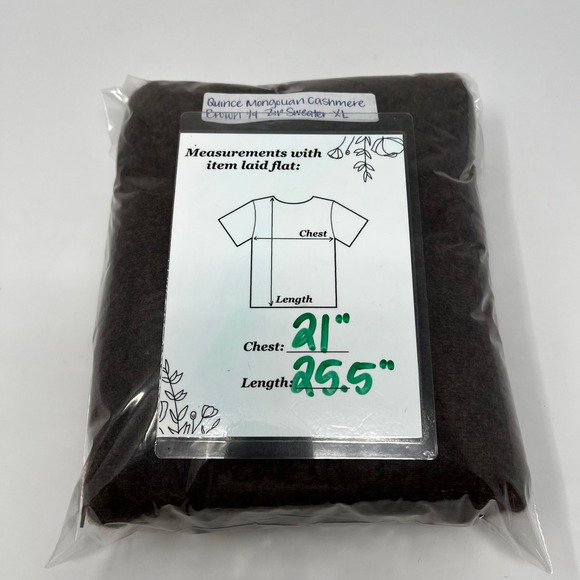 Quince Mongolian Cashmere
Brown 1/4 Zip Sweater XL
Measurements with
item laid flat:
Chest
Length
Chest: 21"
Length: 25.5"